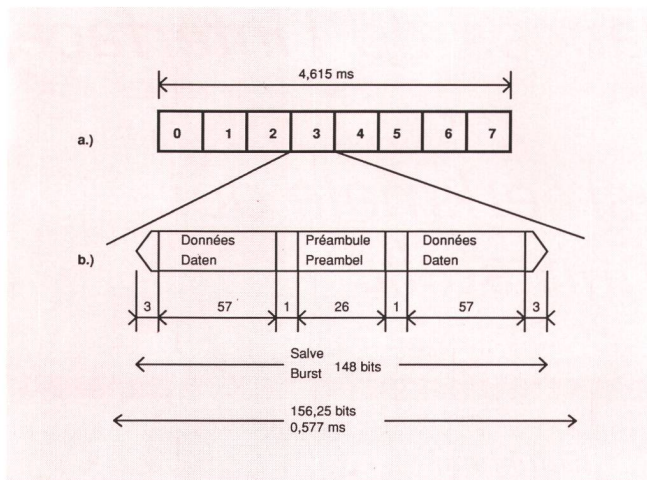 4,615 ms
a.)
0 1 2 3 4 5 6 7
b.)
Données
Daten
Préambule
Preambel
Données
Daten
3 57 1 26 1 57 3
Salve
Burst 148 bits
156,25 bits
0,577 ms